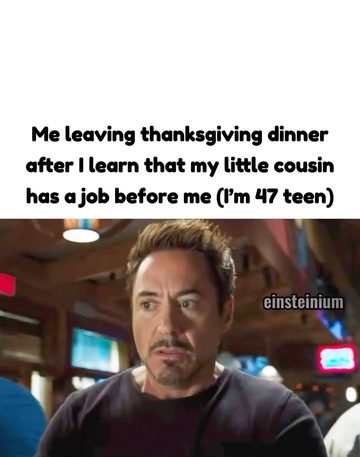 Me leaving thanksgiving dinner
after I learn that my little cousin
has a job before me (I’m 47 teen)
einsteinium